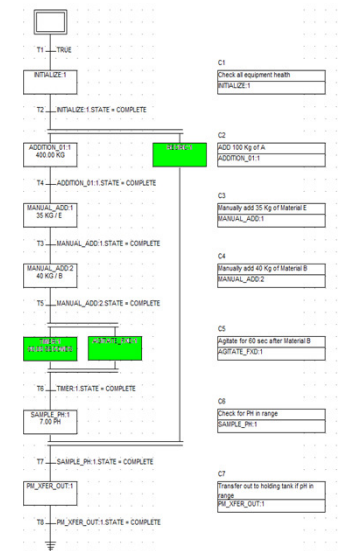 T1 TRUE
INITIALIZE:1
T2 INITIALIZE:1.STATE = COMPLETE
ADDITION_01:1
400.00 KG
T4 ADDITION_01:1.STATE = COMPLETE
MANUAL_ADD:1
35 KG / E
T3 MANUAL_ADD:1.STATE = COMPLETE
MANUAL_ADD:2
40 KG / B
T5 MANUAL_ADD:2.STATE = COMPLETE
AGITATE_FXD:1
T6 TMER:1.STATE = COMPLETE
SAMPLE_PH:1
7.00 PH
T7 SAMPLE_PH:1.STATE = COMPLETE
PM_XFER_OUT:1
T8 PM_XFER_OUT:1.STATE = COMPLETE
C1
Check all equipment health
INITIALIZE:1
C2
ADD 100 Kg of A
ADDITION_01:1
C3
Manually add 35 Kg of Material E
MANUAL_ADD:1
C4
Manually add 40 Kg of Material B
MANUAL_ADD:2
C5
Agitate for 60 sec after Material B
AGITATE_FXD:1
C6
Check for PH in range
SAMPLE_PH:1
C7
Transfer out to holding tank if pH in
range
PM_XFER_OUT:1